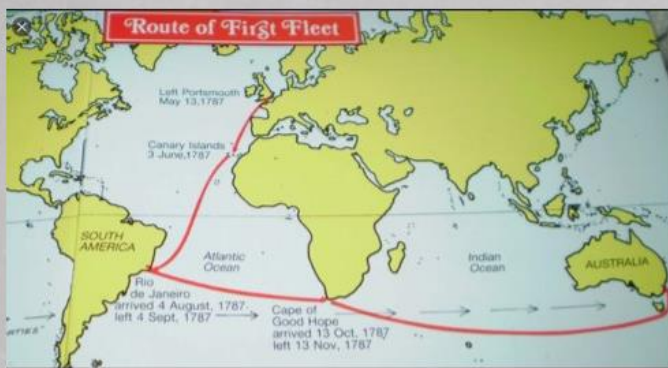 Route of First Fleet
Left Portsmouth
May 13,1787
Canary Islands
3 June,1787
SOUTH
AMERICA
Atlantic
Ocean
Indian
Ocean
AUSTRALIA
Rio
de Janeiro
arrived 4 August, 1787
left 4 Sept, 1787
Cape of
Good Hope
arrived 13 Oct, 1787
left 13 Nov, 1787